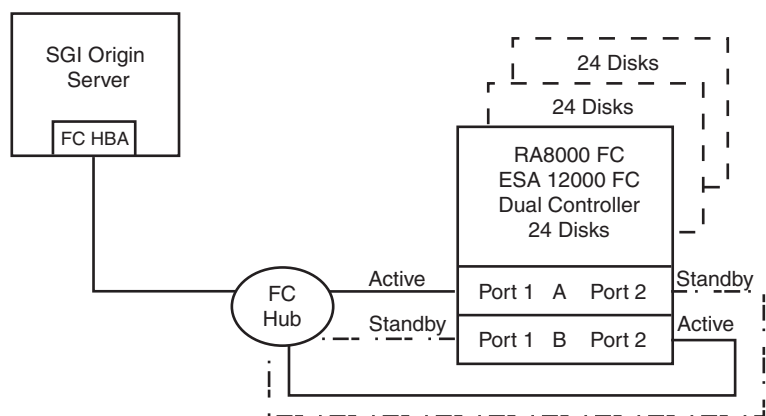 SGI Origin
Server
FC HBA
24 Disks
24 Disks
RA8000 FC
ESA 12000 FC
Dual Controller
24 Disks
FC
Hub
Active
Port 1 A Port 2
Standby
Standby
Port 1 B Port 2
Active